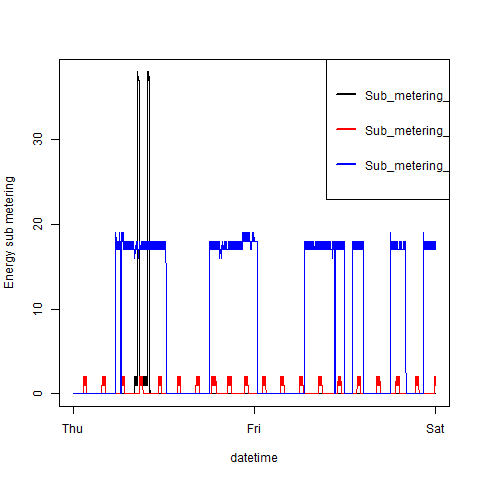 Sub_metering_
Sub_metering_
Sub_metering_
Energy sub metering
30
20
10
0
Thu
Fri
Sat
datetime